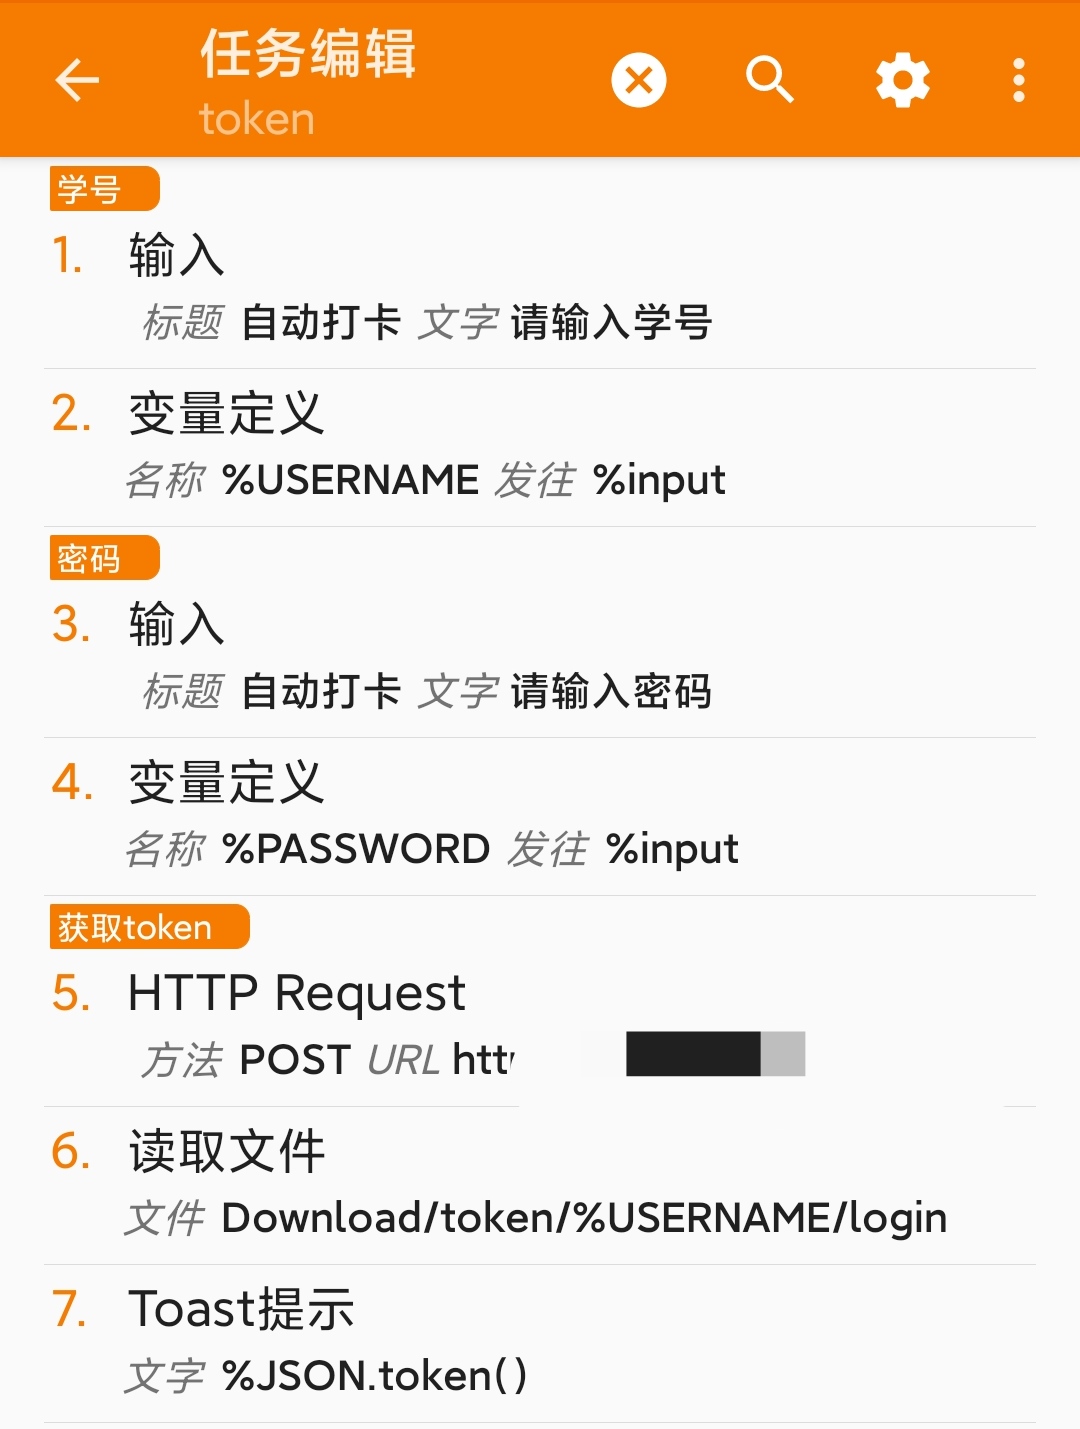 任务编辑
token
学号
1. 输入
标题 自动打卡 文字 请输入学号
2. 变量定义
名称 %USERNAME 发往 %input
密码
3. 输入
标题 自动打卡 文字 请输入密码
4. 变量定义
名称 %PASSWORD 发往 %input
获取token
5. HTTP Request
方法 POST URL
6. 读取文件
文件 Download/token/%USERNAME/login
7. Toast提示
文字 %JSON.token()